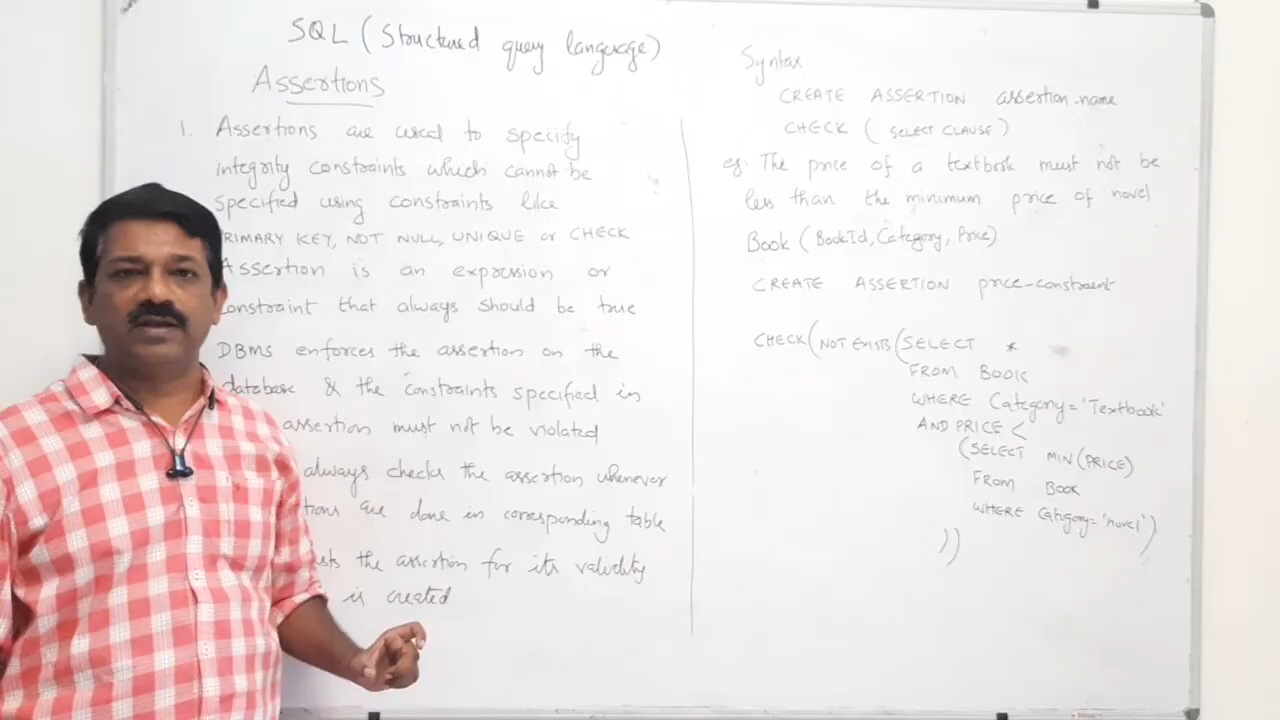 SQL (Structured query language)
Assertions
1. Assertions are used to specify
integrity constraints which cannot be
specified using constraints like
PRIMARY KEY, NOT NULL, UNIQUE or CHECK
Assertion is an expression or
constraint that always should be true
DBMS enforces the assertion on the
database & the constraints specified in
assertion must not be violated
always checks the assertion whenever
are done in corresponding table
the assertion for its validity
is created
Syntax
CREATE ASSERTION assertion-name
CHECK (SELECT CLAUSE)
eg: The price of a textbook must not be
less than the minimum price of novel
Book (BookId, Category, Price)
CREATE ASSERTION price-constraint
CHECK(NOT EXISTS (SELECT *
FROM BOOK
WHERE Category='Textbook'
AND PRICE <
(SELECT MIN(PRICE)
FROM BOOK
WHERE Category='novel')
))